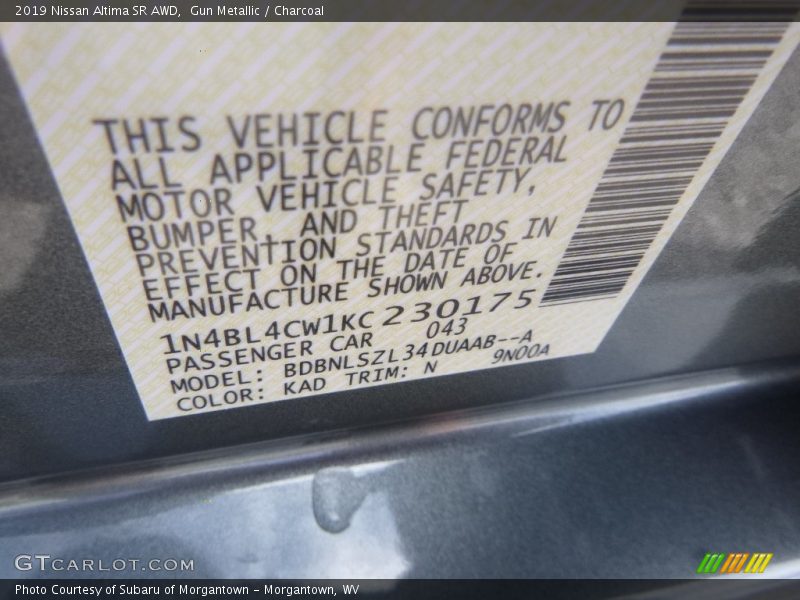 2019 Nissan Altima SR AWD,  Gun Metallic / Charcoal
THIS VEHICLE CONFORMS TO
ALL APPLICABLE FEDERAL
MOTOR VEHICLE SAFETY,
BUMPER, AND THEFT
PREVENTION STANDARDS IN
EFFECT ON THE DATE OF
MANUFACTURE SHOWN ABOVE.
1N4BL4CW1KC230175
PASSENGER CAR 043
MODEL: BDBNLSZL34DUAAB--A
COLOR: KAD TRIM: N 9N00A
GTCARLOT.COM
Photo Courtesy of Subaru of Morgantown - Morgantown, WV